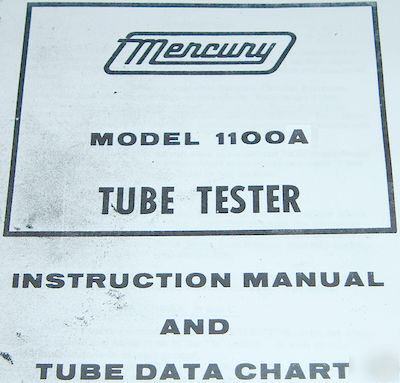 Mercury
MODEL 1100A
TUBE TESTER
INSTRUCTION MANUAL
AND
TUBE DATA CHART